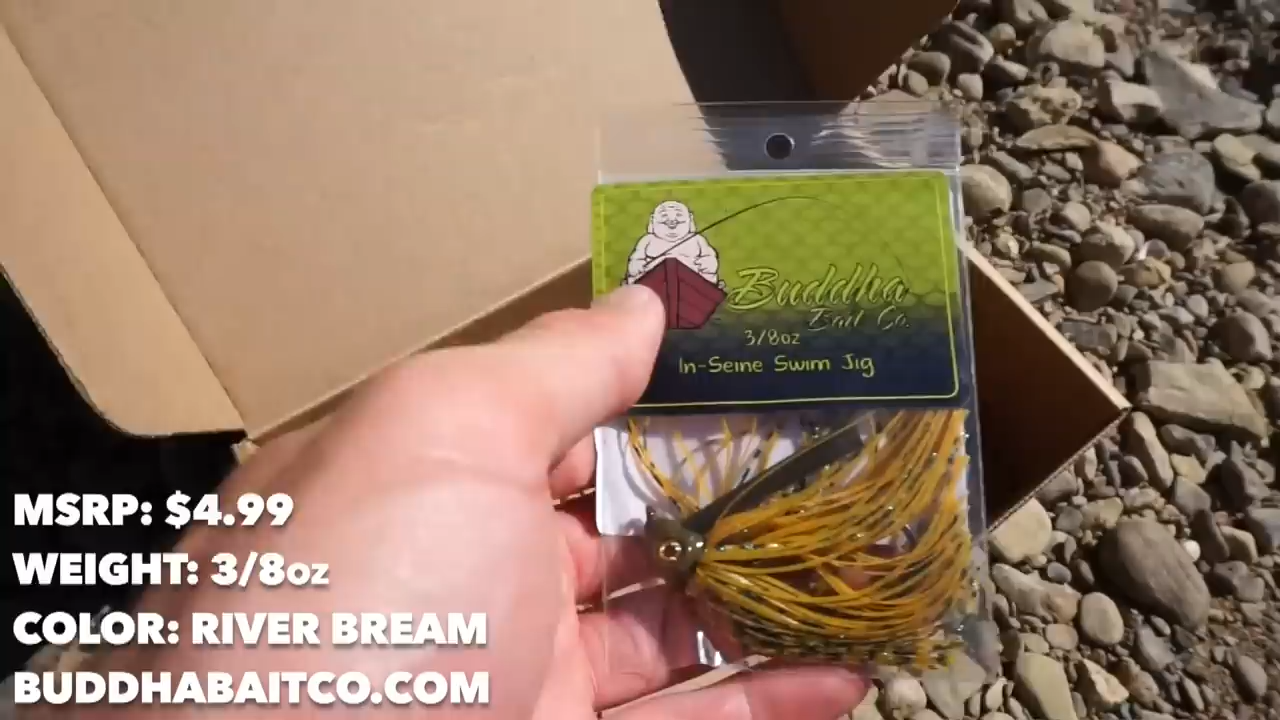 Buddha
Bait Co.
3/8oz
In-Seine Swim Jig
MSRP: $4.99
WEIGHT: 3/8oz
COLOR: RIVER BREAM
BUDDHABAITCO.COM